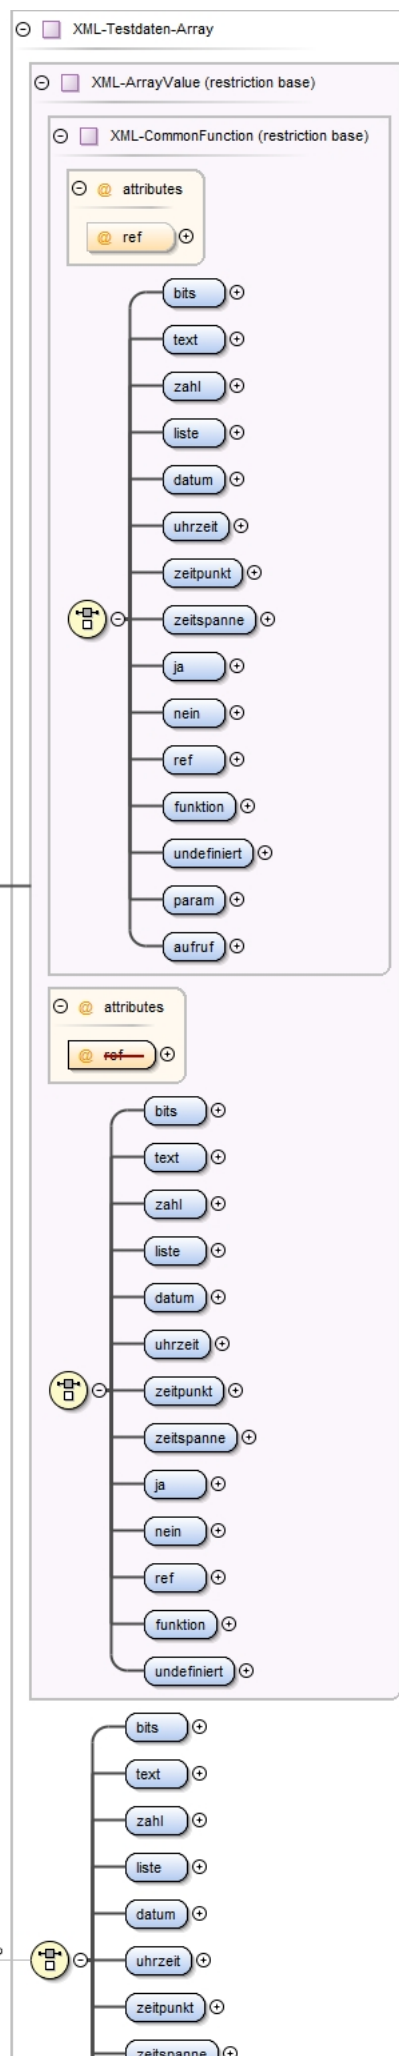 XML-Testdaten-Array
XML-ArrayValue (restriction base)
XML-CommonFunction (restriction base)
@ attributes
@ ref
bits
text
zahl
liste
datum
uhrzeit
zeitpunkt
zeitspanne
ja
nein
ref
funktion
undefiniert
param
aufruf
@ attributes
@ ref
bits
text
zahl
liste
datum
uhrzeit
zeitpunkt
zeitspanne
ja
nein
ref
funktion
undefiniert
bits
text
zahl
liste
datum
uhrzeit
zeitpunkt
zeitspanne